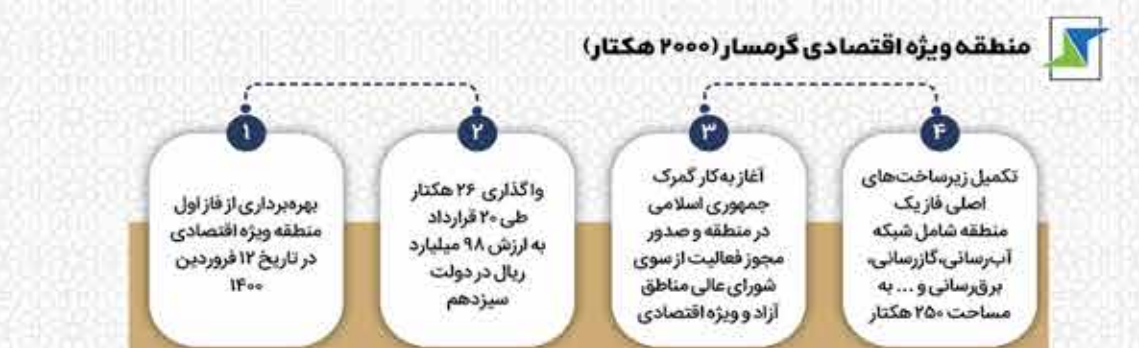 منطقه ویژه اقتصادی گرمسار (۲۰۰۰ هکتار)
۱
بهره‌برداری از فاز اول
منطقه ویژه اقتصادی
در تاریخ ۱۲ فروردین
۱۴۰۰
۲
واگذاری ۲۶ هکتار
طی ۲۰ قرارداد
به ارزش ۹۸ میلیارد
ریال در دولت
سیزدهم
۳
آغاز به کار گمرک
جمهوری اسلامی
در منطقه و صدور
مجوز فعالیت از سوی
شورای عالی مناطق
آزاد و ویژه اقتصادی
۴
تکمیل زیرساخت‌های
اصلی فاز یک
منطقه شامل شبکه
آب‌رسانی،گازرسانی،
برق‌رسانی و ... به
مساحت ۲۵۰ هکتار